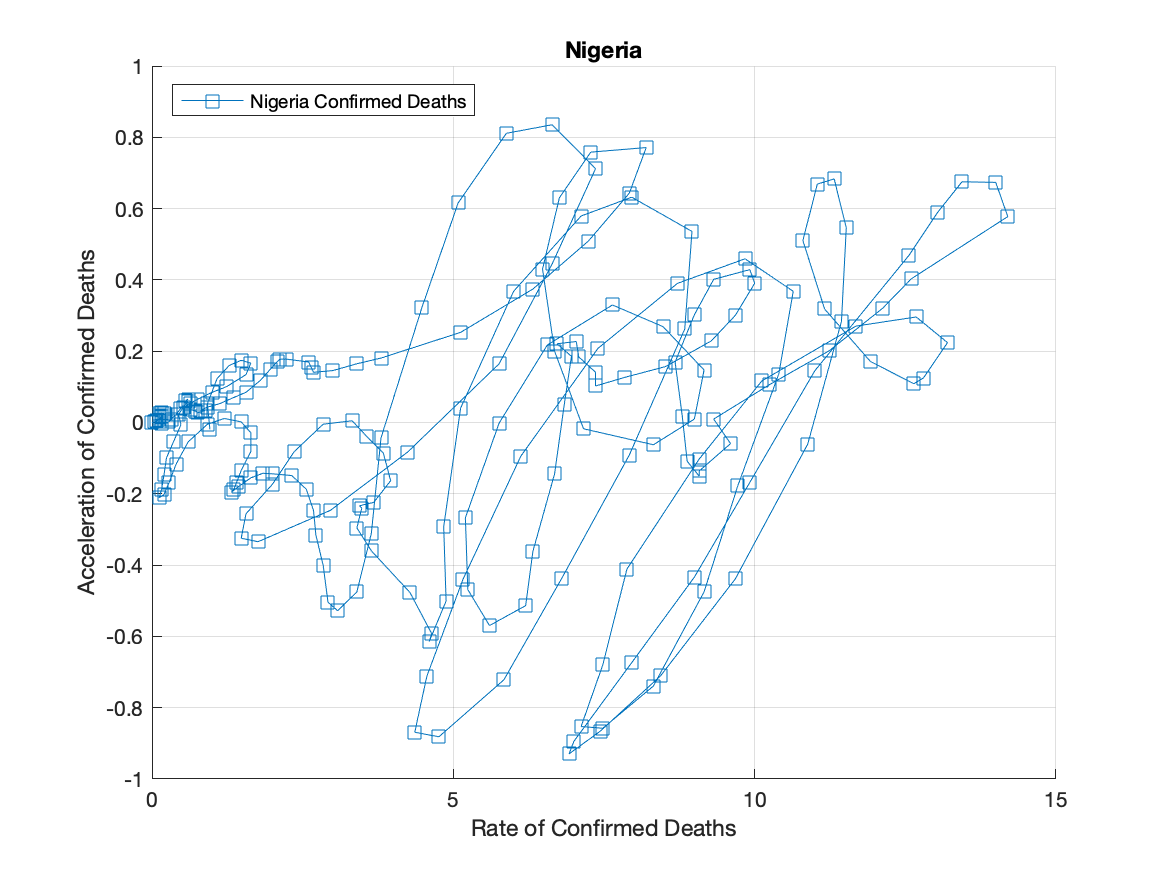 Nigeria
1
Nigeria Confirmed Deaths
0.8
0.6
0.4
0.2
0
-0.2
-0.4
-0.6
-0.8
-1
Acceleration of Confirmed Deaths
0 5 10 15
Rate of Confirmed Deaths